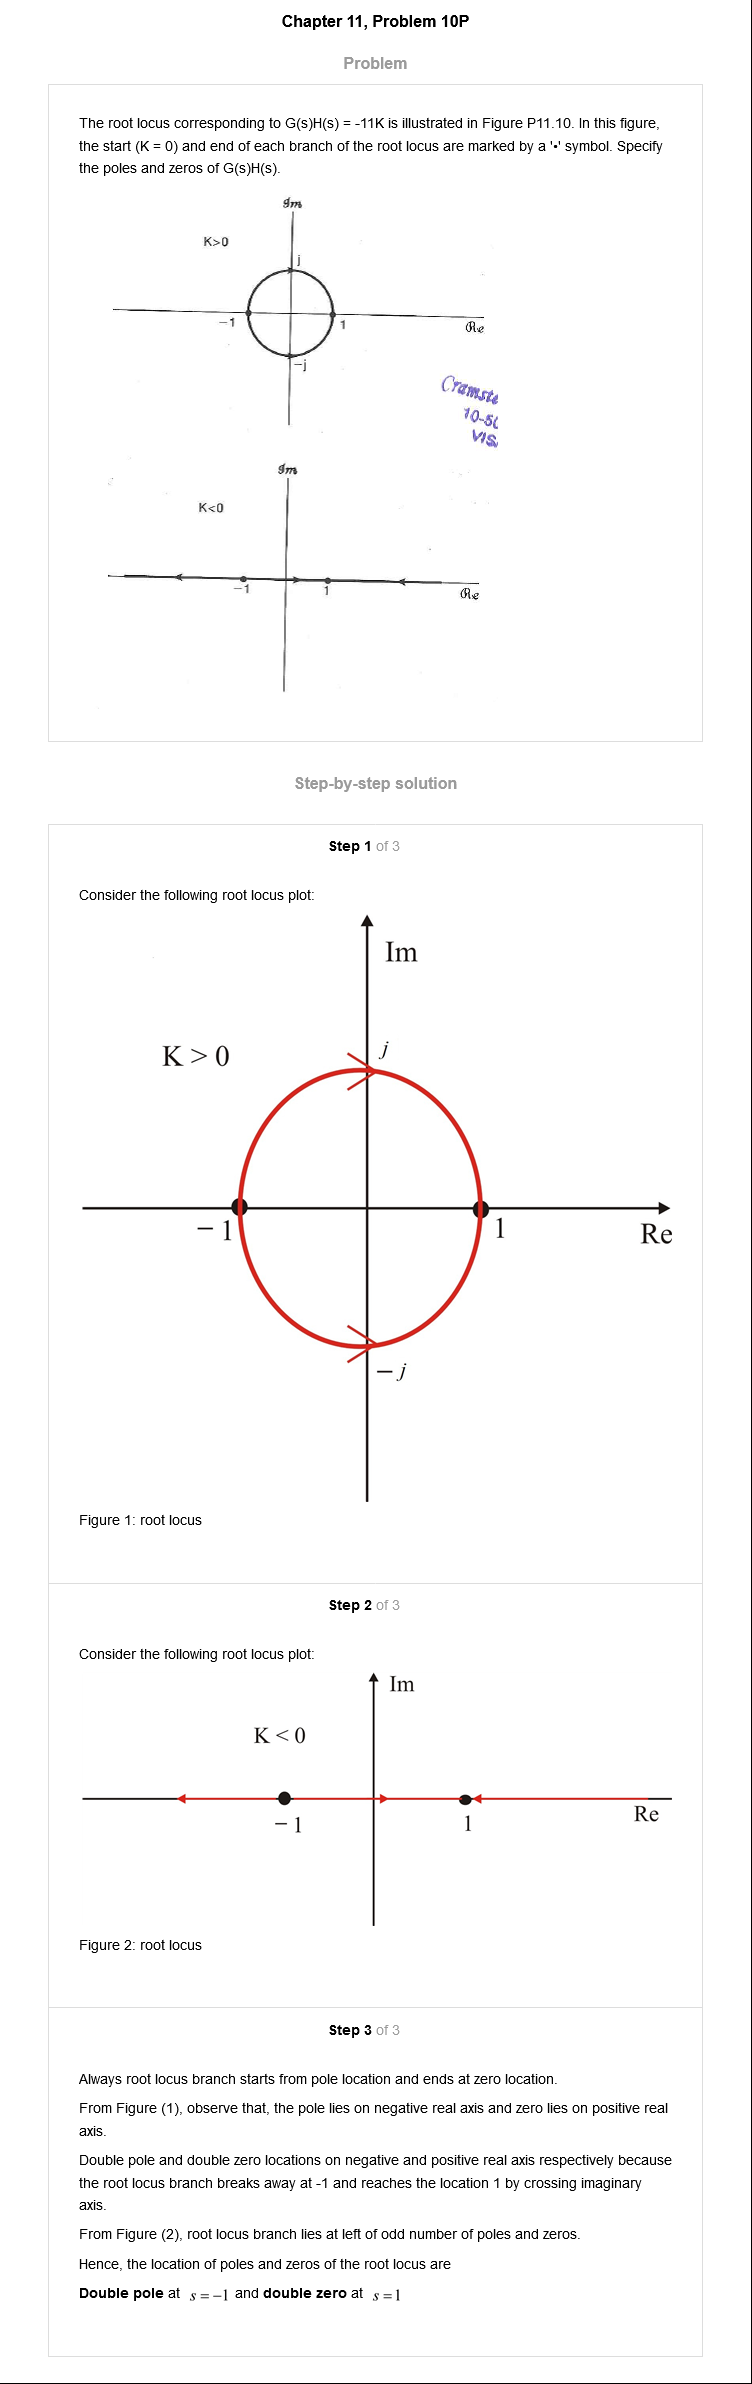 Chapter 11, Problem 10P
Problem
The root locus corresponding to G(s)H(s) = -11K is illustrated in Figure P11.10. In this figure,
the start (K = 0) and end of each branch of the root locus are marked by a '•' symbol. Specify
the poles and zeros of G(s)H(s).
Im
K>0
j
−1
1
Re
−j
Cramste
10-50
VIS
Im
K<0
−1
1
Re
Step-by-step solution
Step 1 of 3
Consider the following root locus plot:
Im
K > 0
j
− 1
1
Re
− j
Figure 1: root locus
Step 2 of 3
Consider the following root locus plot:
Im
K < 0
− 1
1
Re
Figure 2: root locus
Step 3 of 3
Always root locus branch starts from pole location and ends at zero location.
From Figure (1), observe that, the pole lies on negative real axis and zero lies on positive real
axis.
Double pole and double zero locations on negative and positive real axis respectively because
the root locus branch breaks away at -1 and reaches the location 1 by crossing imaginary
axis.
From Figure (2), root locus branch lies at left of odd number of poles and zeros.
Hence, the location of poles and zeros of the root locus are
Double pole at s = −1 and double zero at s = 1